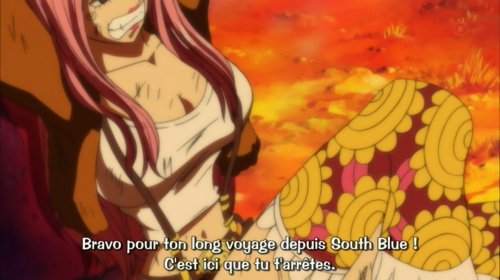 Bravo pour ton long voyage depuis South Blue !
C'est ici que tu t'arrêtes.